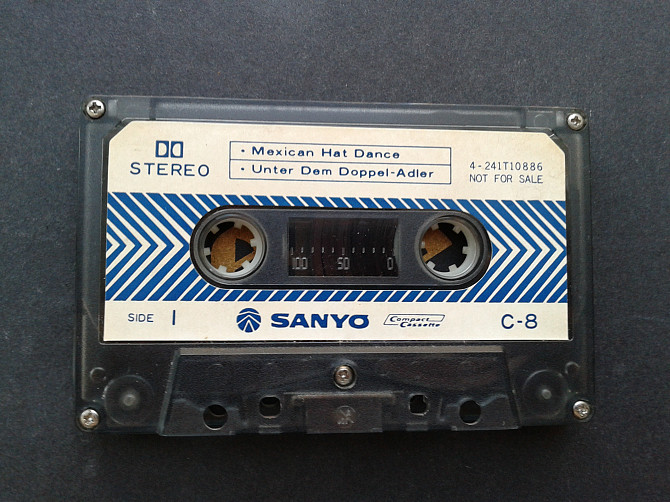 • Mexican Hat Dance
• Unter Dem Doppel-Adler
STEREO
4-241T10886
NOT FOR SALE
100 50 0
SIDE 1
SANYO
Compact Cassette
C-8